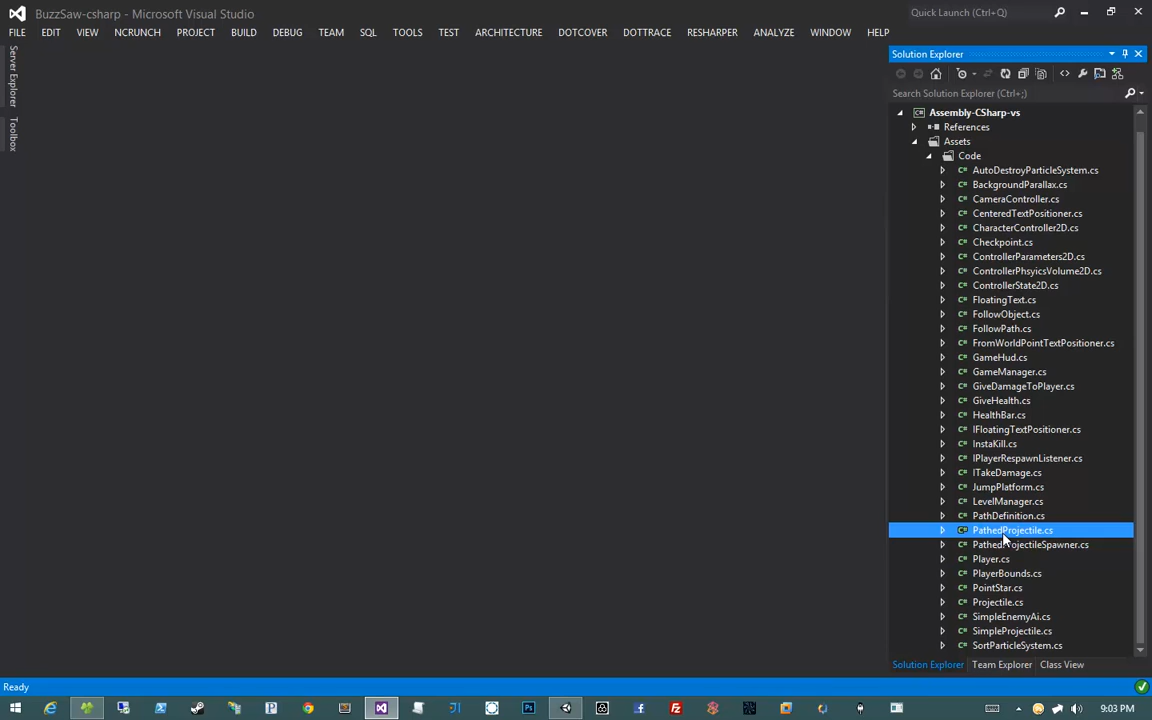 BuzzSaw-csharp - Microsoft Visual Studio
Quick Launch (Ctrl+Q)
FILE EDIT VIEW NCRUNCH PROJECT BUILD DEBUG TEAM SQL TOOLS TEST ARCHITECTURE DOTCOVER DOTTRACE RESHARPER ANALYZE WINDOW HELP
Server Explorer
Toolbox
Solution Explorer
Search Solution Explorer (Ctrl+;)
Assembly-CSharp-vs
References
Assets
Code
AutoDestroyParticleSystem.cs
BackgroundParallax.cs
CameraController.cs
CenteredTextPositioner.cs
CharacterController2D.cs
Checkpoint.cs
ControllerParameters2D.cs
ControllerPhsyicsVolume2D.cs
ControllerState2D.cs
FloatingText.cs
FollowObject.cs
FollowPath.cs
FromWorldPointTextPositioner.cs
GameHud.cs
GameManager.cs
GiveDamageToPlayer.cs
GiveHealth.cs
HealthBar.cs
IFloatingTextPositioner.cs
InstaKill.cs
IPlayerRespawnListener.cs
ITakeDamage.cs
JumpPlatform.cs
LevelManager.cs
PathDefinition.cs
PathedProjectile.cs
PathedProjectileSpawner.cs
Player.cs
PlayerBounds.cs
PointStar.cs
Projectile.cs
SimpleEnemyAi.cs
SimpleProjectile.cs
SortParticleSystem.cs
Solution Explorer Team Explorer Class View
Ready
9:03 PM